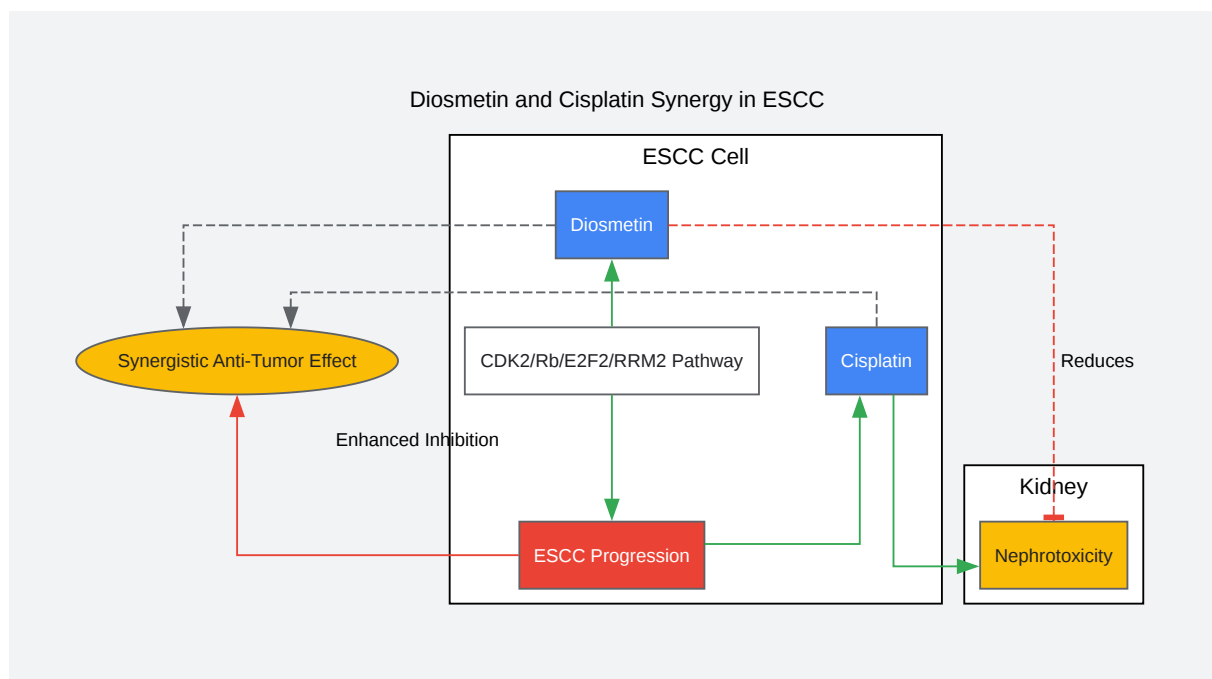 Diosmetin and Cisplatin Synergy in ESCC
ESCC Cell
Diosmetin
Synergistic Anti-Tumor Effect
CDK2/Rb/E2F2/RRM2 Pathway
Cisplatin
Reduces
Enhanced Inhibition
Kidney
ESCC Progression
Nephrotoxicity